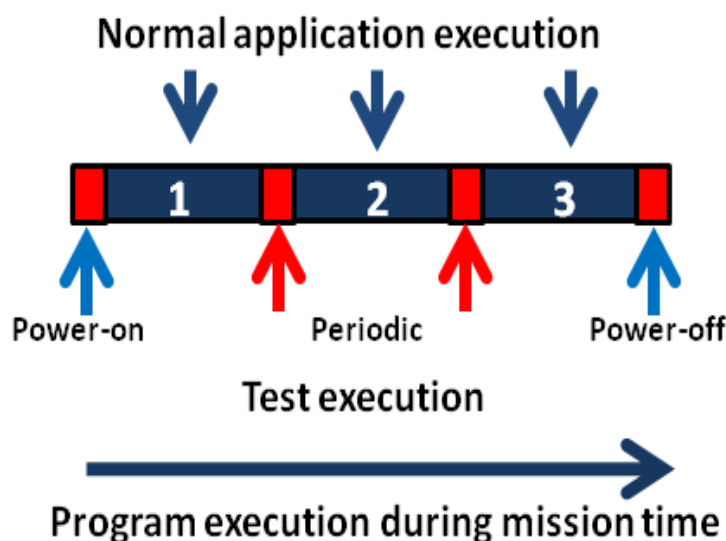 Normal application execution
1 2 3
Power-on Periodic Power-off
Test execution
Program execution during mission time